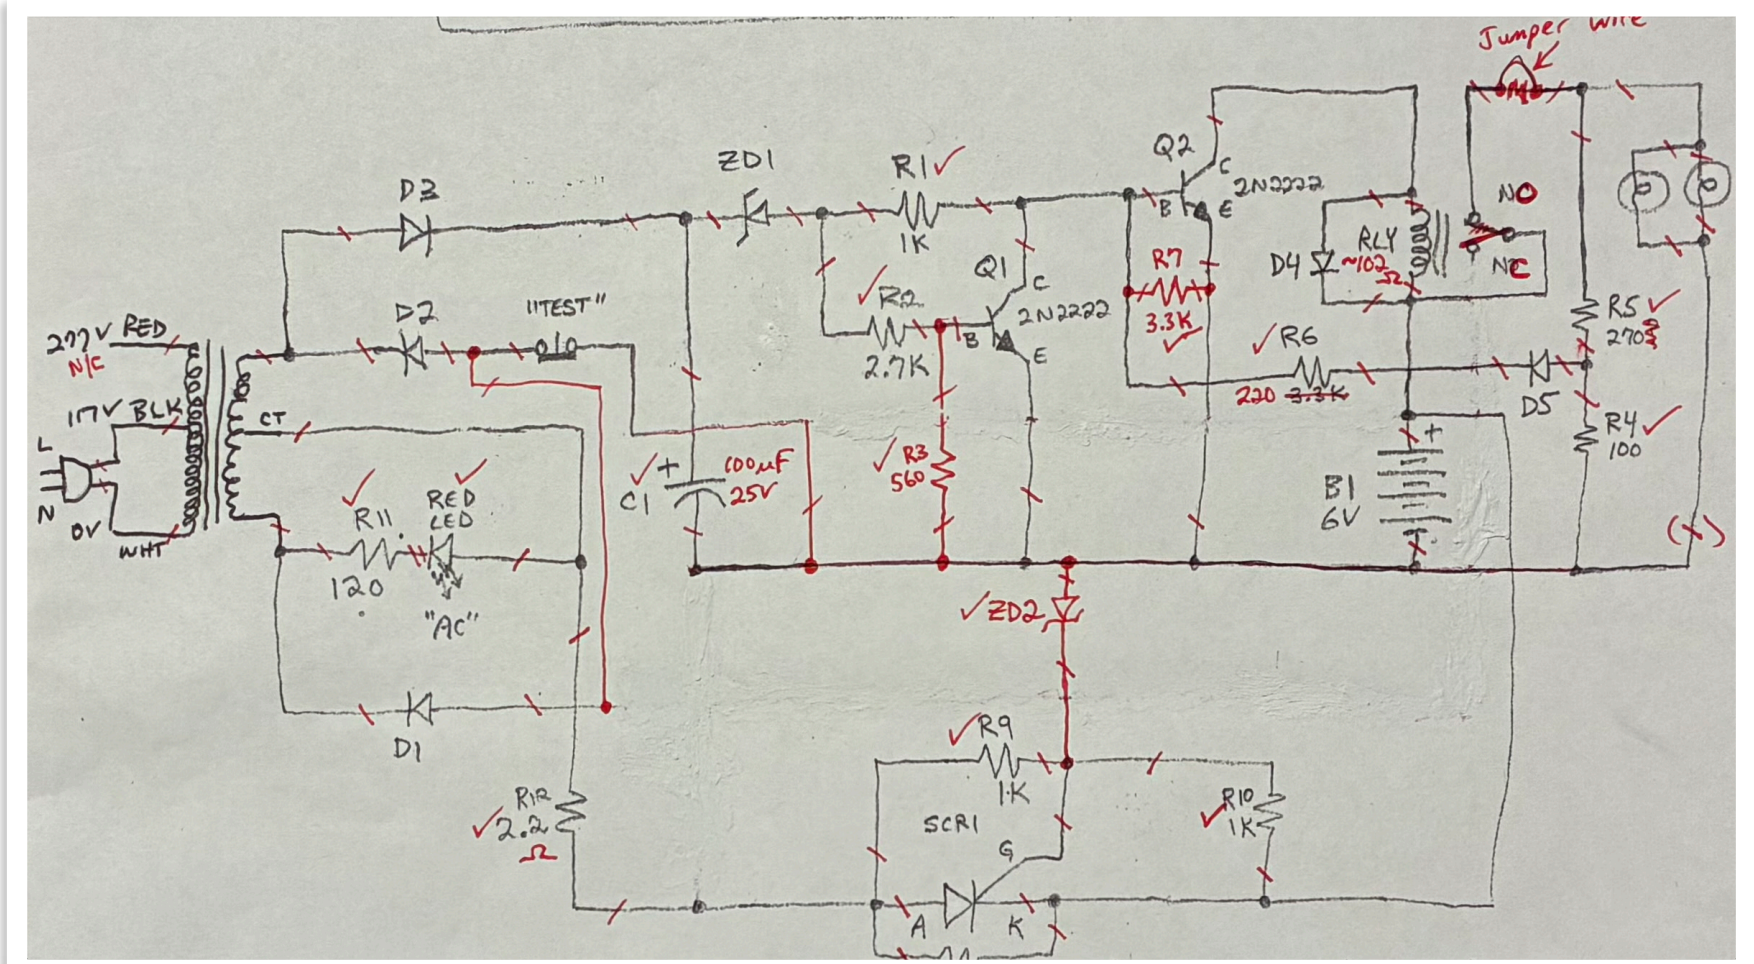 Jumper Wire
ZD1
D3
R1
1K
Q2
C
2N2222
B
E
NO
RLY
~102
Ω
NC
D4
R7
3.3K
Q1
C
2N2222
B
E
R2
2.7K
D2
"TEST"
277V RED
N/C
117V BLK
CT
L
N
0V
WHT
R5
270Ω
R6
220 3.3K
D5
R4
100
R3
560
+
C1
100µF
25V
+
B1
6V
(-)
R11
120
RED
LED
"AC"
ZD2
D1
R9
1K
R12
2.2
Ω
SCR1
G
R10
1K
A
K